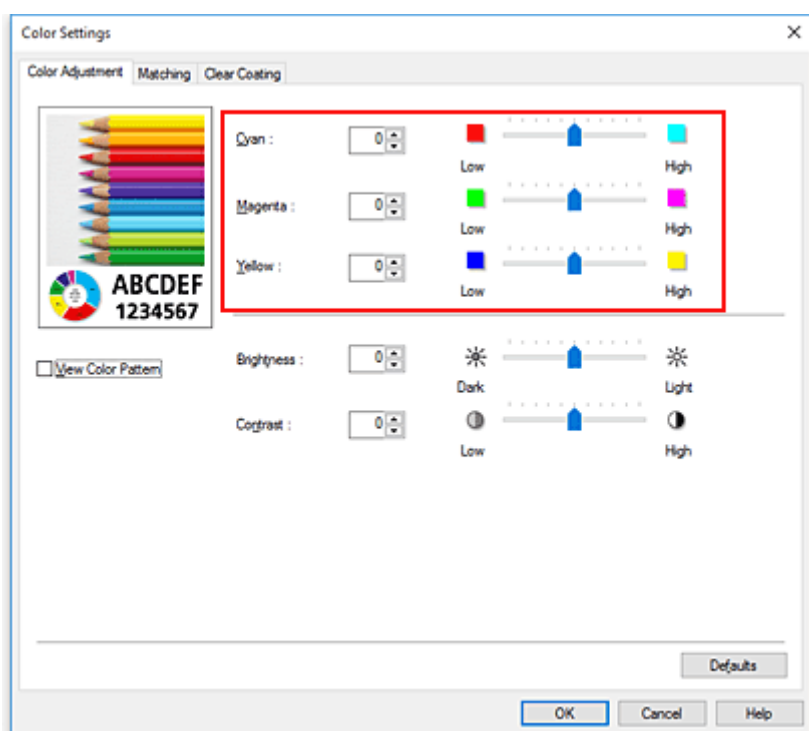 Color Settings
Color Adjustment Matching Clear Coating
Cyan : 0
Low High
Magenta : 0
Low High
Yellow : 0
Low High
ABCDEF
1234567
View Color Pattern
Brightness : 0
Dark Light
Contrast : 0
Low High
Defaults
OK Cancel Help